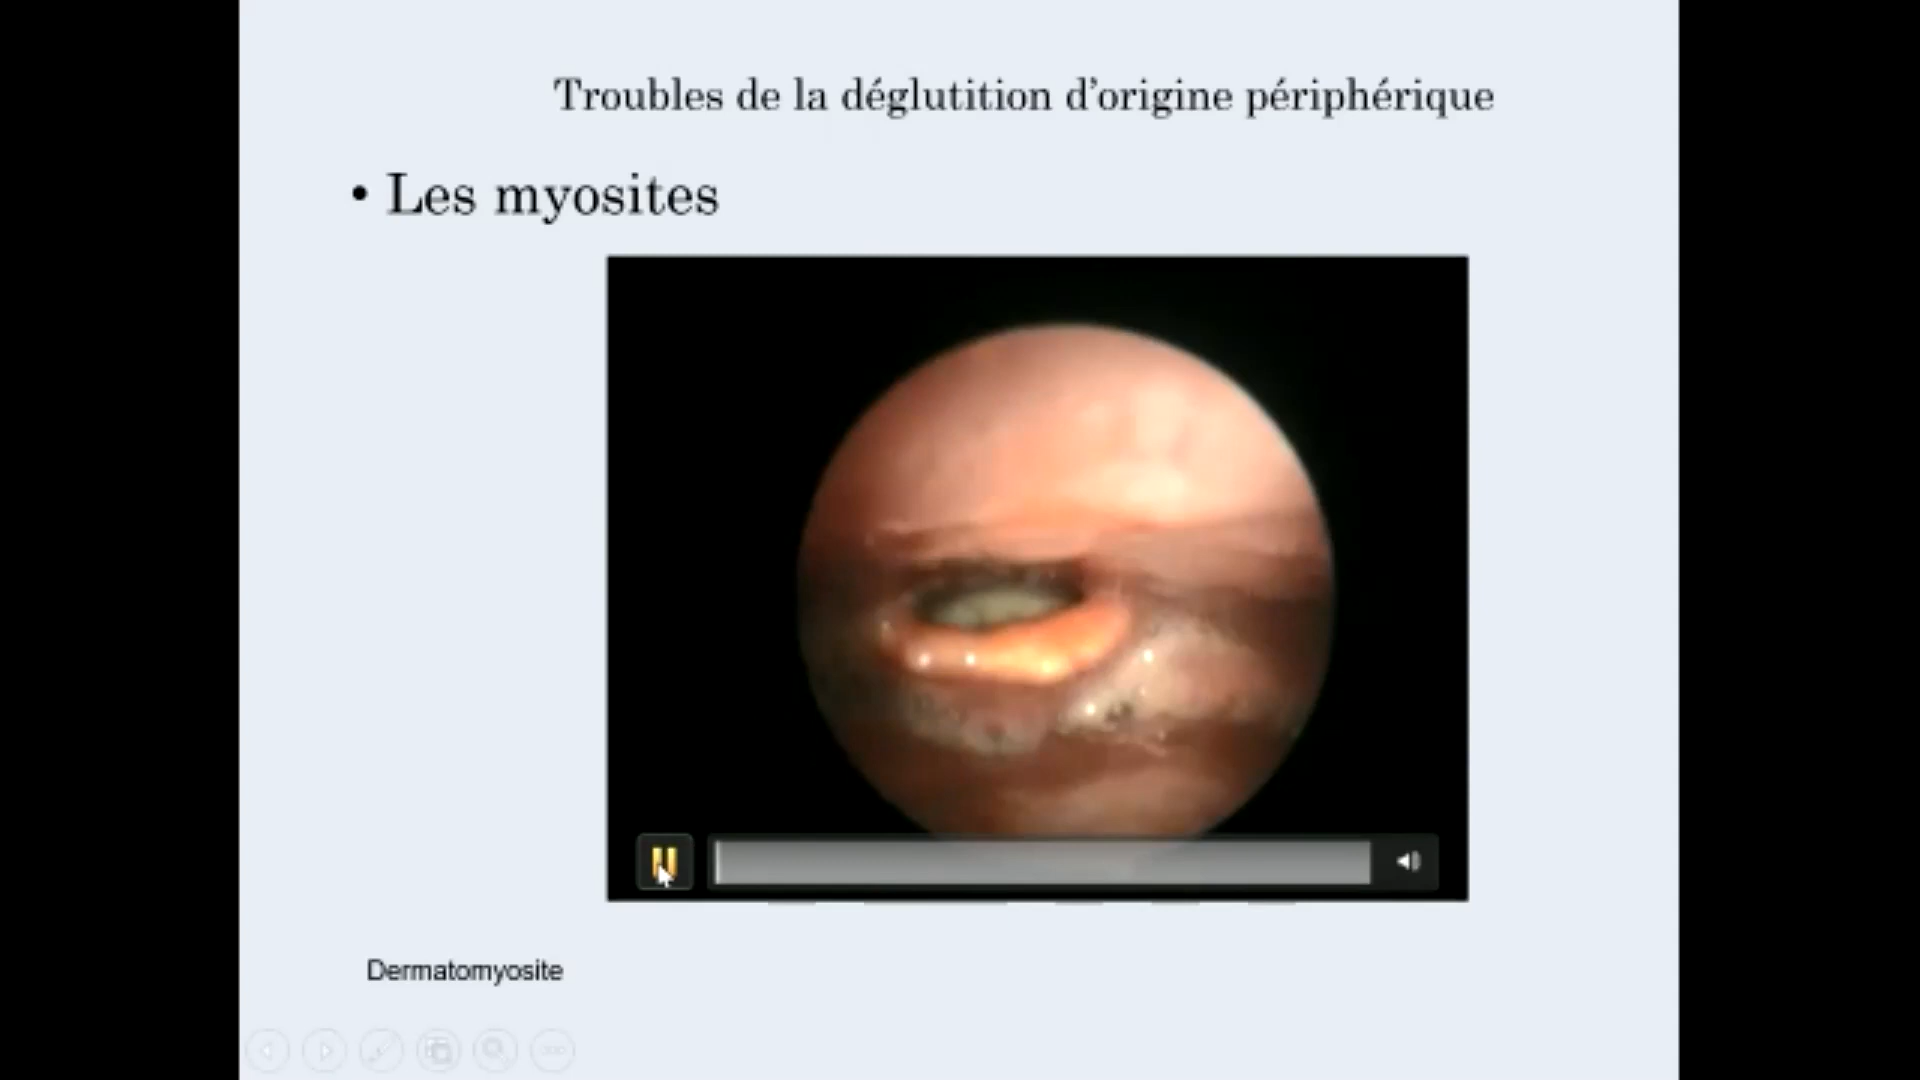 Troubles de la déglutition d’origine périphérique
• Les myosites
Dermatomyosite